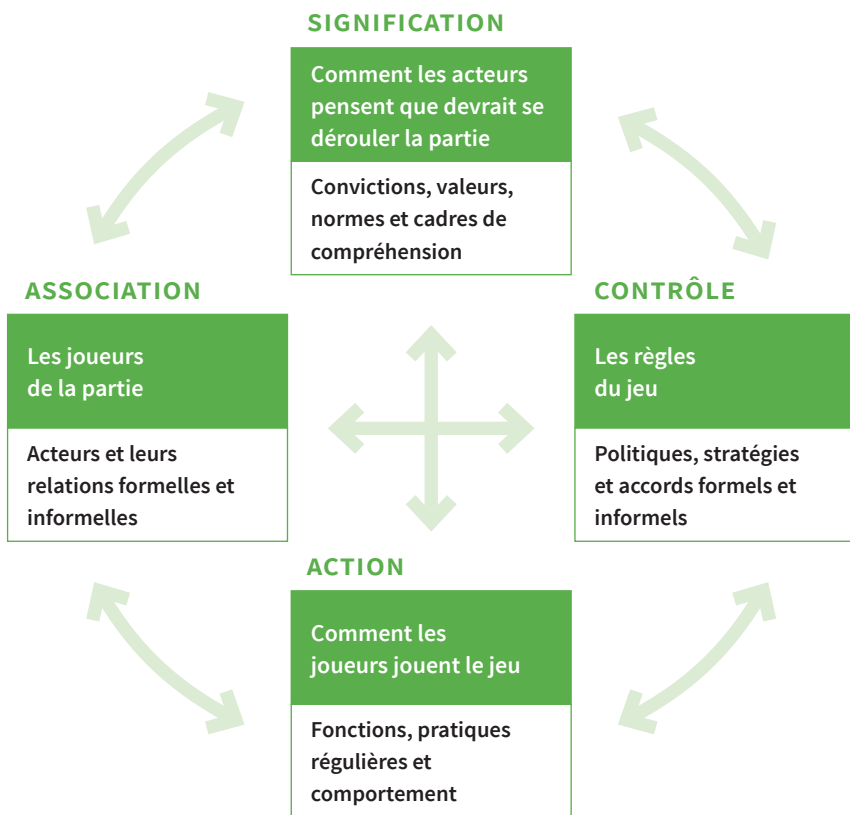 SIGNIFICATION
Comment les acteurs
pensent que devrait se
dérouler la partie
Convictions, valeurs,
normes et cadres de
compréhension
ASSOCIATION
Les joueurs
de la partie
Acteurs et leurs
relations formelles et
informelles
CONTRÔLE
Les règles
du jeu
Politiques, stratégies
et accords formels et
informels
ACTION
Comment les
joueurs jouent le jeu
Fonctions, pratiques
régulières et
comportement